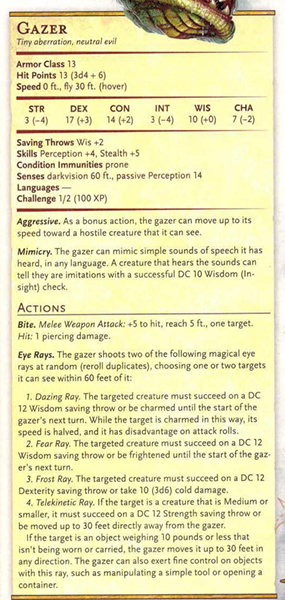 GAZER
Tiny aberration, neutral evil
Armor Class 13
Hit Points 13 (3d4 + 6)
Speed 0 ft., fly 30 ft. (hover)
STR DEX CON INT WIS CHA
3 (−4) 17 (+3) 14 (+2) 3 (−4) 10 (+0) 7 (−2)
Saving Throws Wis +2
Skills Perception +4, Stealth +5
Condition Immunities prone
Senses darkvision 60 ft., passive Perception 14
Languages —
Challenge 1/2 (100 XP)
Aggressive. As a bonus action, the gazer can move up to its
speed toward a hostile creature that it can see.
Mimicry. The gazer can mimic simple sounds of speech it has
heard, in any language. A creature that hears the sounds can
tell they are imitations with a successful DC 10 Wisdom (In-
sight) check.
ACTIONS
Bite. Melee Weapon Attack: +5 to hit, reach 5 ft., one target.
Hit: 1 piercing damage.
Eye Rays. The gazer shoots two of the following magical eye
rays at random (reroll duplicates), choosing one or two targets
it can see within 60 feet of it:
1. Dazing Ray. The targeted creature must succeed on a DC
12 Wisdom saving throw or be charmed until the start of the
gazer's next turn. While the target is charmed in this way, its
speed is halved, and it has disadvantage on attack rolls.
2. Fear Ray. The targeted creature must succeed on a DC 12
Wisdom saving throw or be frightened until the start of the gaz-
er's next turn.
3. Frost Ray. The targeted creature must succeed on a DC 12
Dexterity saving throw or take 10 (3d6) cold damage.
4. Telekinetic Ray. If the target is a creature that is Medium or
smaller, it must succeed on a DC 12 Strength saving throw or
be moved up to 30 feet directly away from the gazer.
If the target is an object weighing 10 pounds or less that
isn't being worn or carried, the gazer moves it up to 30 feet in
any direction. The gazer can also exert fine control on objects
with this ray, such as manipulating a simple tool or opening a
container.